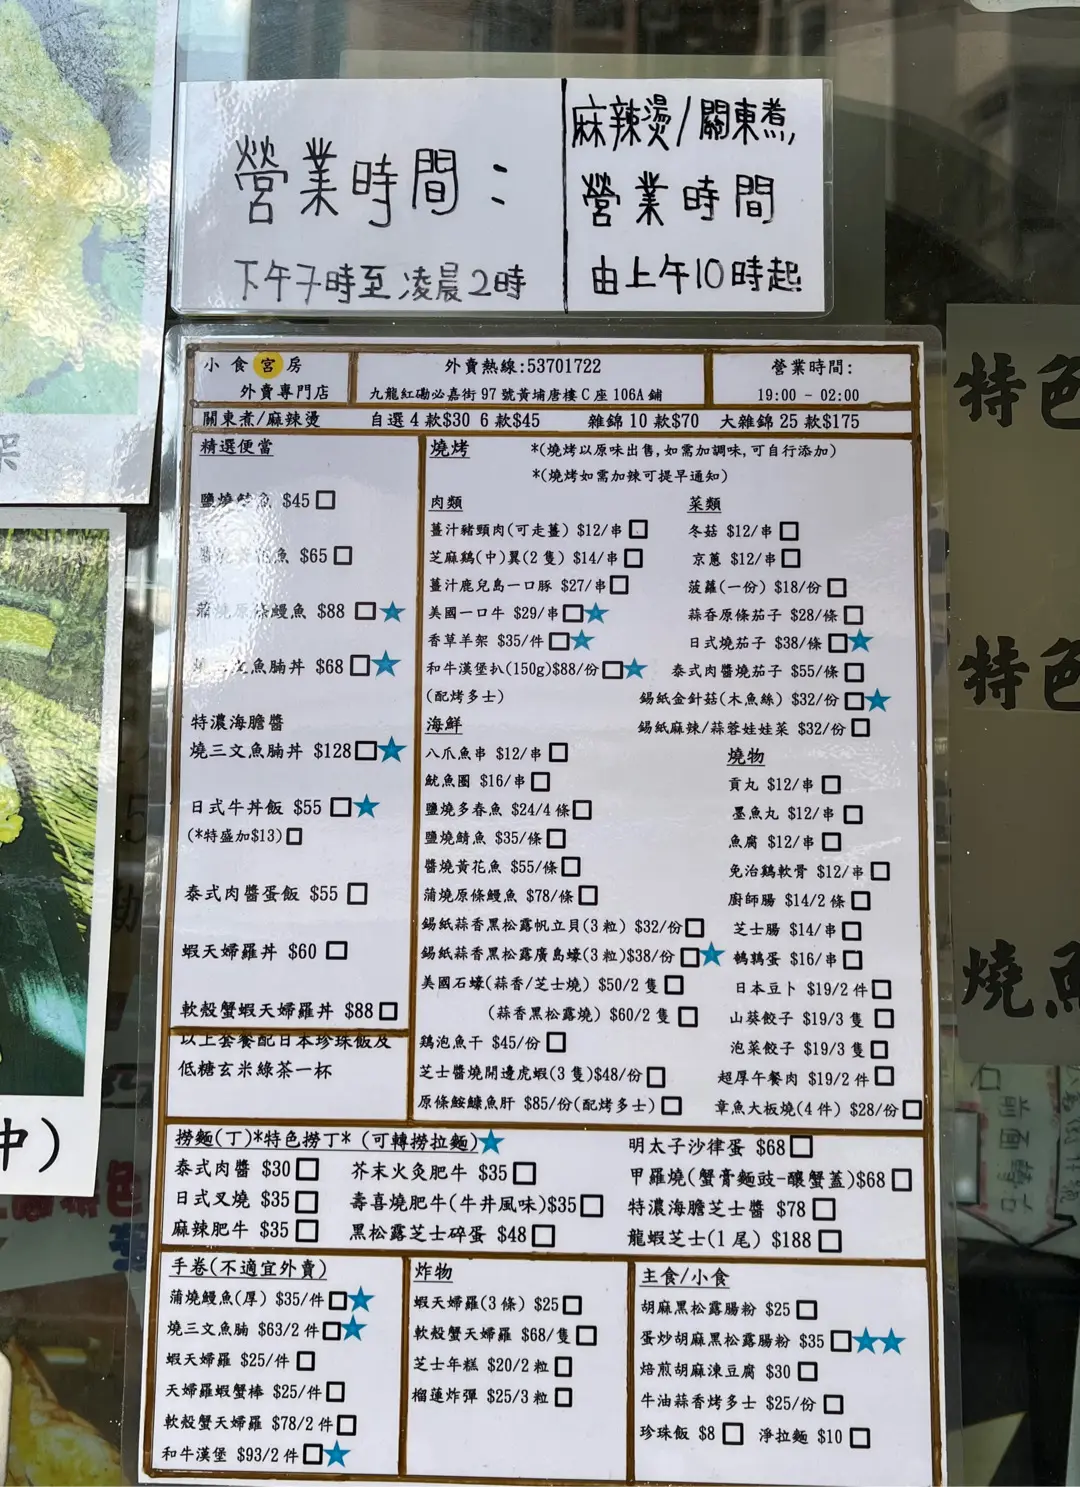 營業時間：
下午7時至凌晨2時
麻辣燙/關東煮,
營業時間
由上午10時起
小食宮房
外賣專門店
外賣熱線:53701722
九龍紅磡必嘉街97號黃埔唐樓C座106A鋪
營業時間:
19:00 - 02:00
關東煮/麻辣燙 自選4款$30 6款$45 雜錦10款$70 大雜錦25款$175
精選便當
鹽燒 魚 $45
魚 $65
蒲燒原條鰻魚 $88
燒三文魚腩丼 $68
特濃海膽醬
燒三文魚腩丼 $128
日式牛丼飯 $55
(*特盛加$13)
泰式肉醬蛋飯 $55
蝦天婦羅丼 $60
軟殼蟹蝦天婦羅丼 $88
以上套餐配日本珍珠飯及
低糖玄米綠茶一杯
燒烤 *(燒烤以原味出售,如需加調味,可自行添加)
*(燒烤如需加辣可提早通知)
肉類
薑汁豬頸肉(可走薑) $12/串
芝麻鷄(中)翼(2隻) $14/串
薑汁鹿兒島一口豚 $27/串
美國一口牛 $29/串
香草羊架 $35/件
和牛漢堡扒(150g)$88/份
(配烤多士)
海鮮
八爪魚串 $12/串
魷魚圈 $16/串
鹽燒多春魚 $24/4條
鹽燒鯖魚 $35/條
醬燒黃花魚 $55/條
蒲燒原條鰻魚 $78/條
錫紙蒜香黑松露帆立貝(3粒) $32/份
錫紙蒜香黑松露廣島蠔(3粒)$38/份
美國石蠔(蒜香/芝士燒) $50/2隻
(蒜香黑松露燒) $60/2隻
鷄泡魚干 $45/份
芝士醬燒開邊虎蝦(3隻)$48/份
原條鮟鱇魚肝 $85/份(配烤多士)
菜類
冬菇 $12/串
京蔥 $12/串
菠蘿(一份) $18/份
蒜香原條茄子 $28/條
日式燒茄子 $38/條
泰式肉醬燒茄子 $55/條
錫紙金針菇(木魚絲) $32/份
錫紙麻辣/蒜蓉娃娃菜 $32/份
燒物
貢丸 $12/串
墨魚丸 $12/串
魚腐 $12/串
免治鷄軟骨 $12/串
廚師腸 $14/2條
芝士腸 $14/串
鵪鶉蛋 $16/串
日本豆卜 $19/2件
山葵餃子 $19/3隻
泡菜餃子 $19/3隻
超厚午餐肉 $19/2件
章魚大板燒(4件) $28/份
撈麵(丁)*特色撈丁* (可轉撈拉麵)
泰式肉醬 $30
日式叉燒 $35
麻辣肥牛 $35
芥末火灸肥牛 $35
壽喜燒肥牛(牛井風味)$35
黑松露芝士碎蛋 $48
明太子沙律蛋 $68
甲羅燒(蟹膏麵豉-釀蟹蓋)$68
特濃海膽芝士醬 $78
龍蝦芝士(1尾) $188
手卷(不適宜外賣)
蒲燒鰻魚(厚) $35/件
燒三文魚腩 $63/2件
蝦天婦羅 $25/件
天婦羅蝦蟹棒 $25/件
軟殼蟹天婦羅 $78/2件
和牛漢堡 $93/2件
炸物
蝦天婦羅(3條) $25
軟殼蟹天婦羅 $68/隻
芝士年糕 $20/2粒
榴蓮炸彈 $25/3粒
主食/小食
胡麻黑松露腸粉 $25
蛋炒胡麻黑松露腸粉 $35
焙煎胡麻凍豆腐 $30
牛油蒜香烤多士 $25/份
珍珠飯 $8 淨拉麵 $10
特色
特色
燒魚
中)